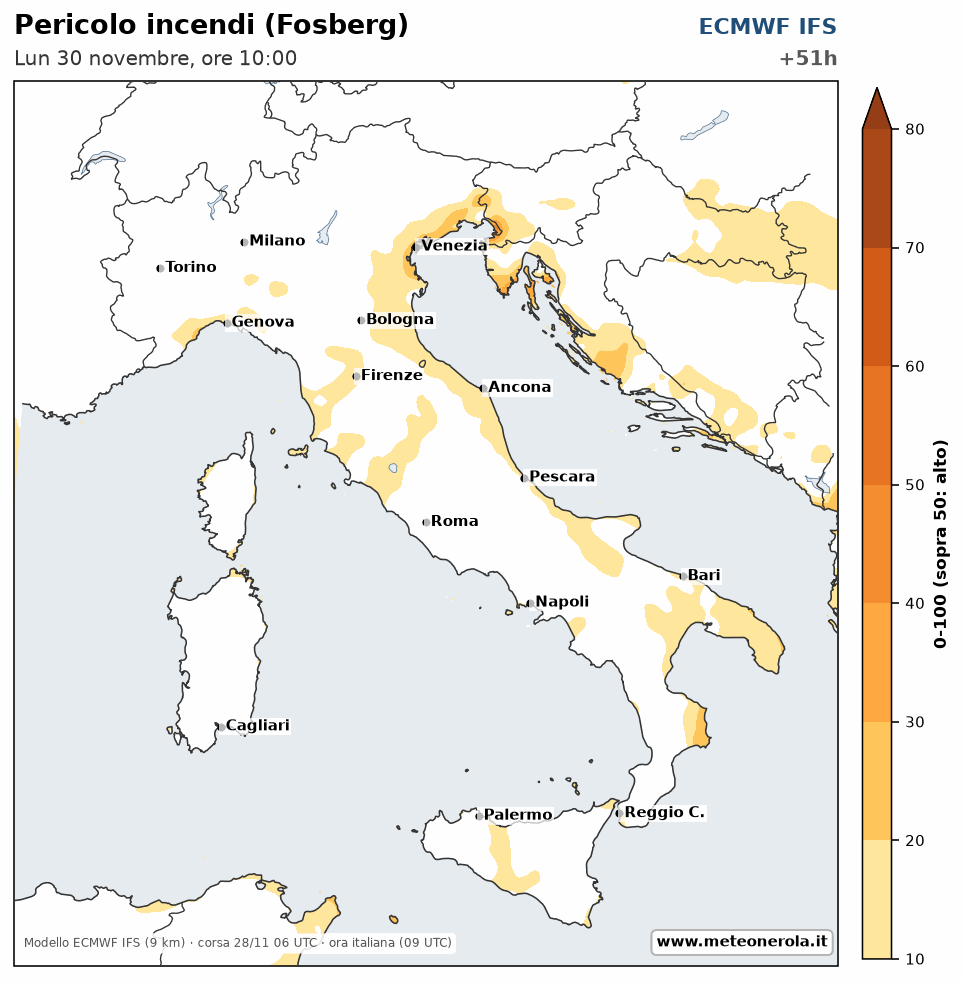 Pericolo incendi (Fosberg)
ECMWF IFS
Lun 30 novembre, ore 10:00
+51h
Milano
Torino
Venezia
Genova
Bologna
Firenze
Ancona
Pescara
Roma
Bari
Napoli
Cagliari
Palermo
Reggio C.
80
70
60
50
40
30
20
10
0-100 (sopra 50: alto)
Modello ECMWF IFS (9 km) · corsa 28/11 06 UTC · ora italiana (09 UTC)
www.meteonerola.it